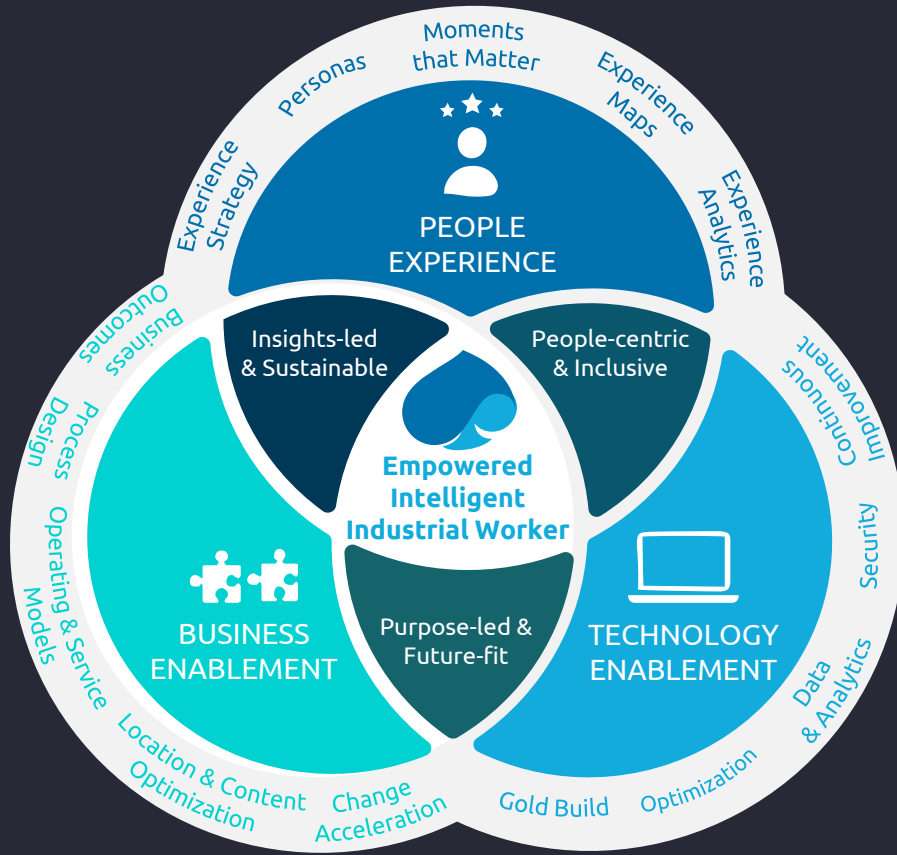 Moments
that Matter
Personas
Experience
Maps
Experience
Strategy
Experience
Analytics
PEOPLE
EXPERIENCE
Insights-led
& Sustainable
People-centric
& Inclusive
Empowered
Intelligent
Industrial Worker
Purpose-led &
Future-fit
BUSINESS
ENABLEMENT
TECHNOLOGY
ENABLEMENT
Business
Outcomes
Process
Design
Operating & Service
Models
Location & Content
Optimization
Change
Acceleration
Continuous
Improvement
Security
Data
& Analytics
Optimization
Gold Build